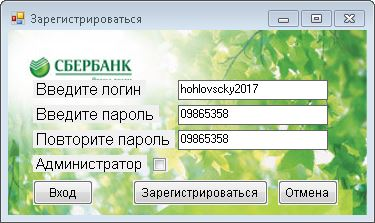 Зарегистрироваться
СБЕРБАНК
Введите логин hohlovscky2017
Введите пароль 09865358
Повторите пароль 09865358
Администратор
Вход Зарегистрироваться Отмена